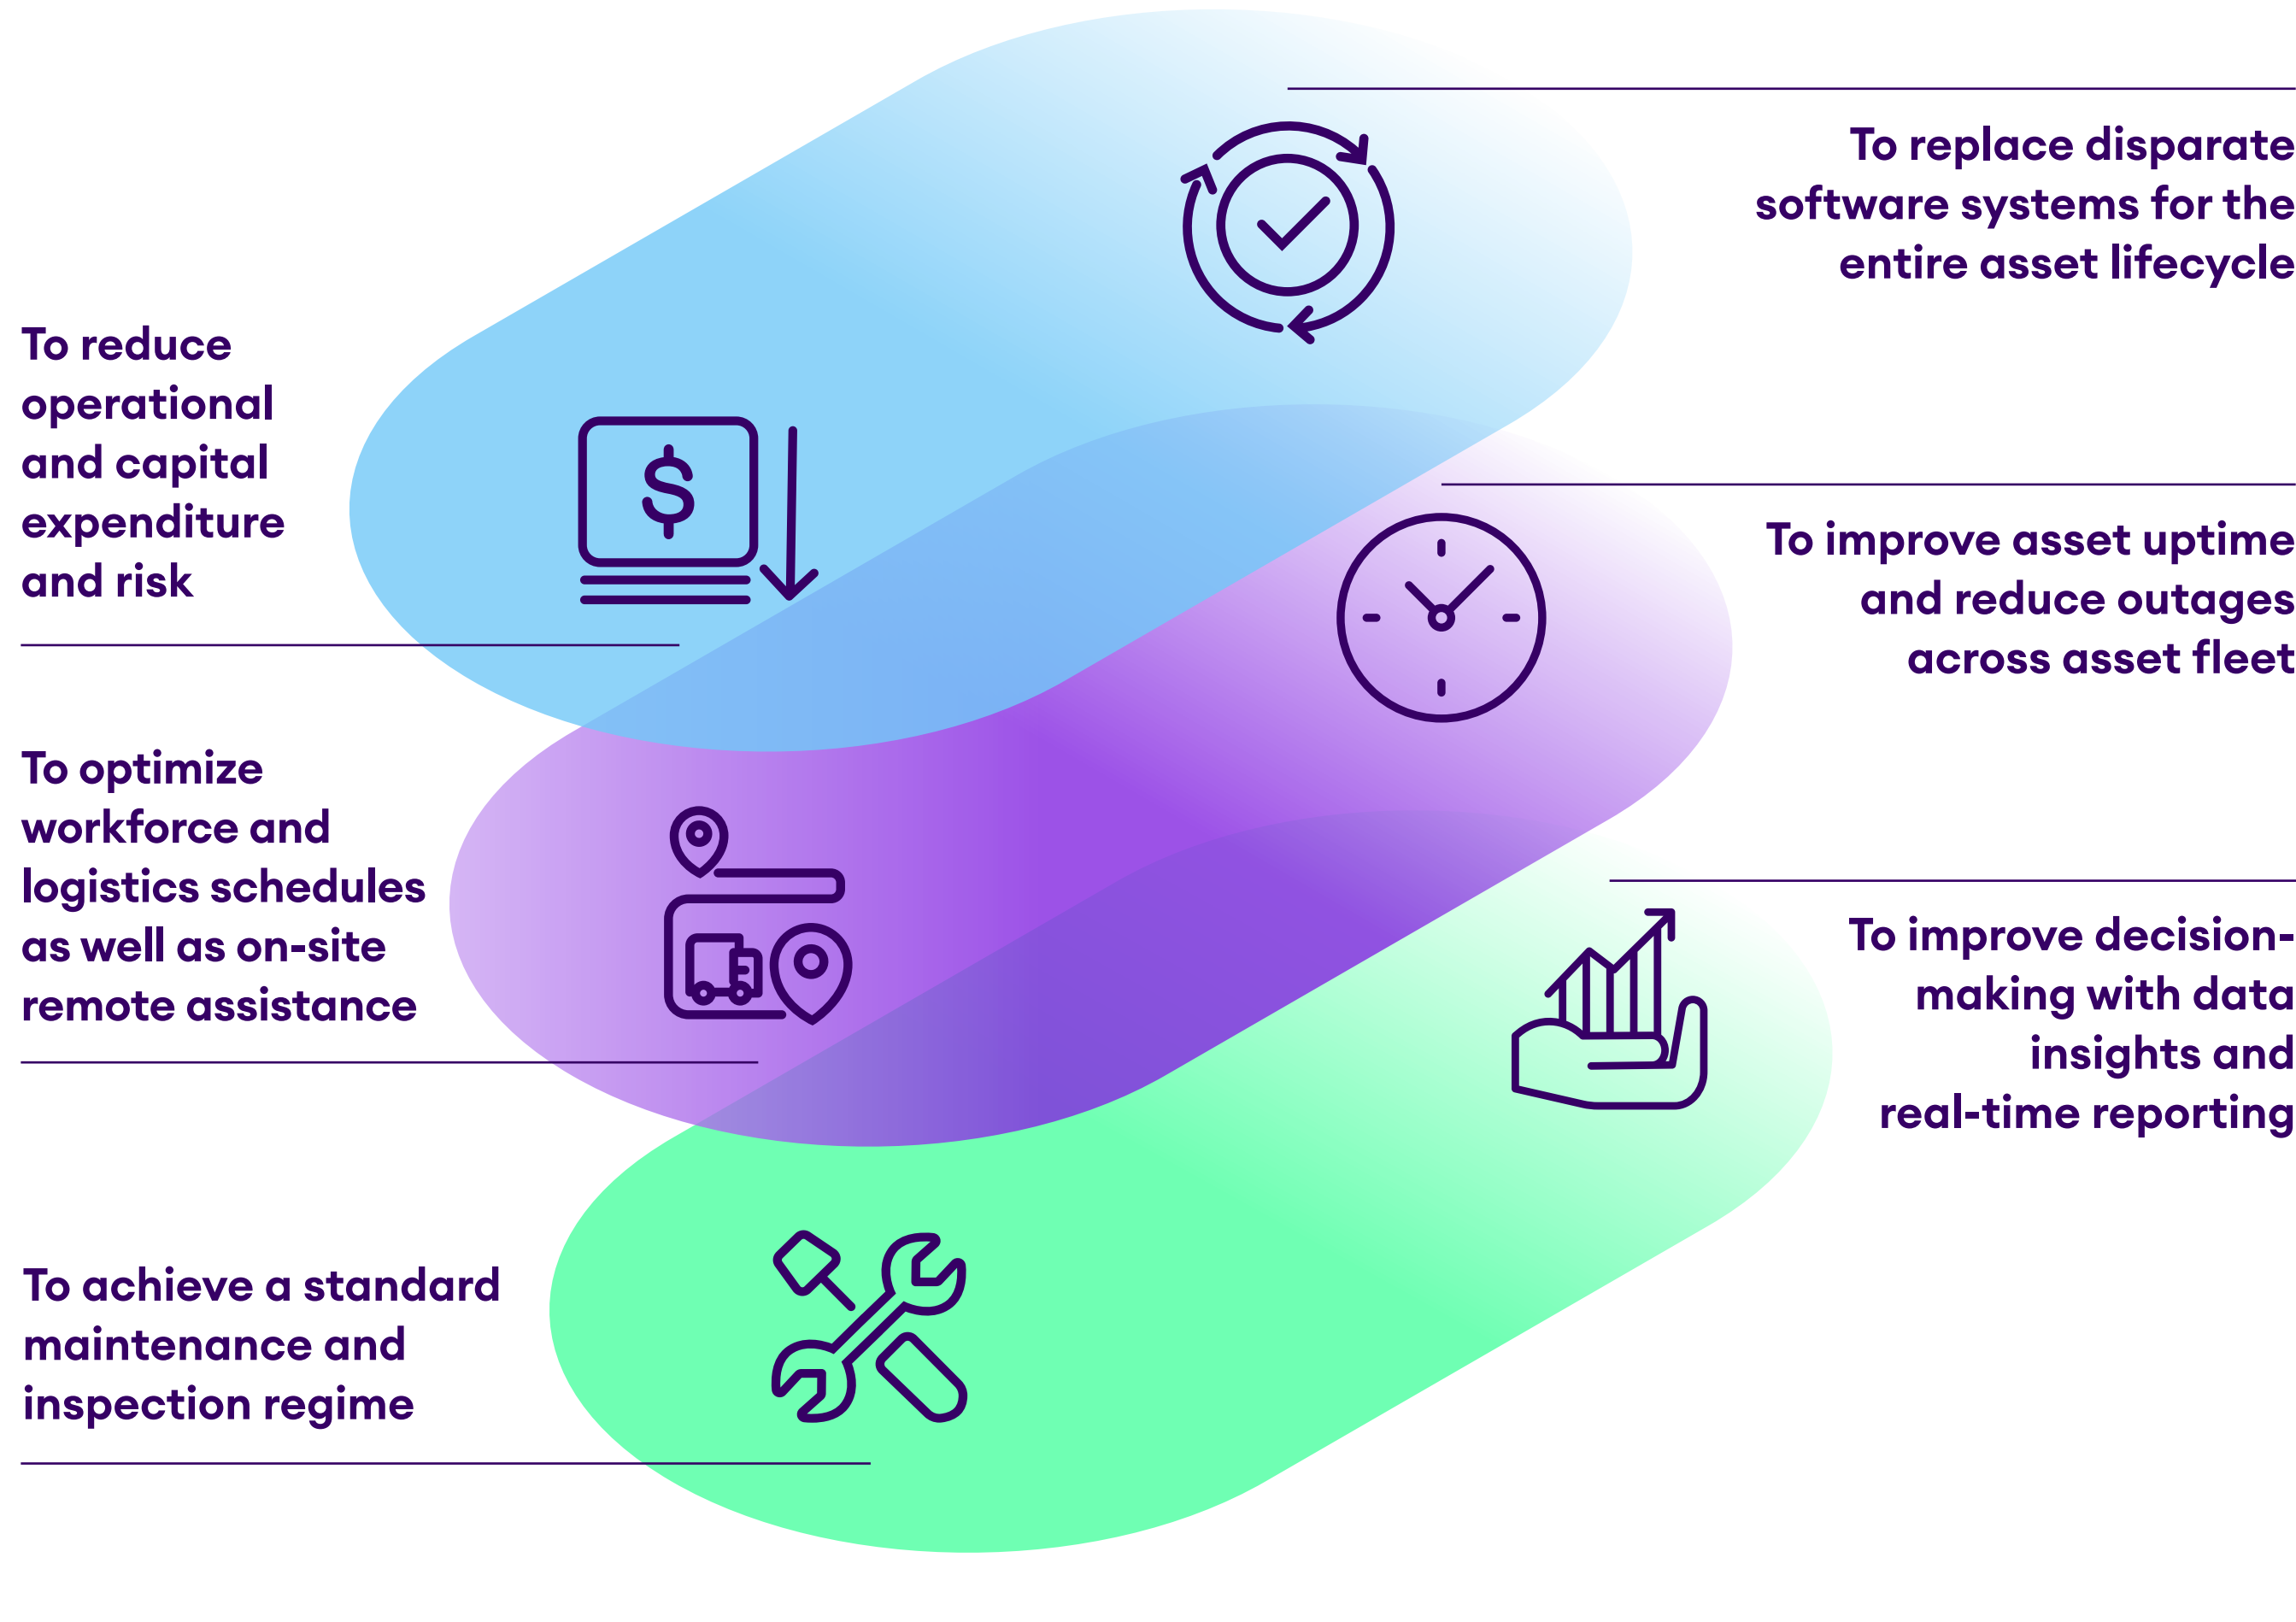 To replace disparate
software systems for the
entire asset lifecycle
To reduce
operational
and capital
expenditure
and risk
$
To improve asset uptime
and reduce outages
across asset fleet
To optimize
workforce and
logistics schedules
as well as on-site
remote assistance
To improve decision-
making with data
insights and
real-time reporting
To achieve a standard
maintenance and
inspection regime